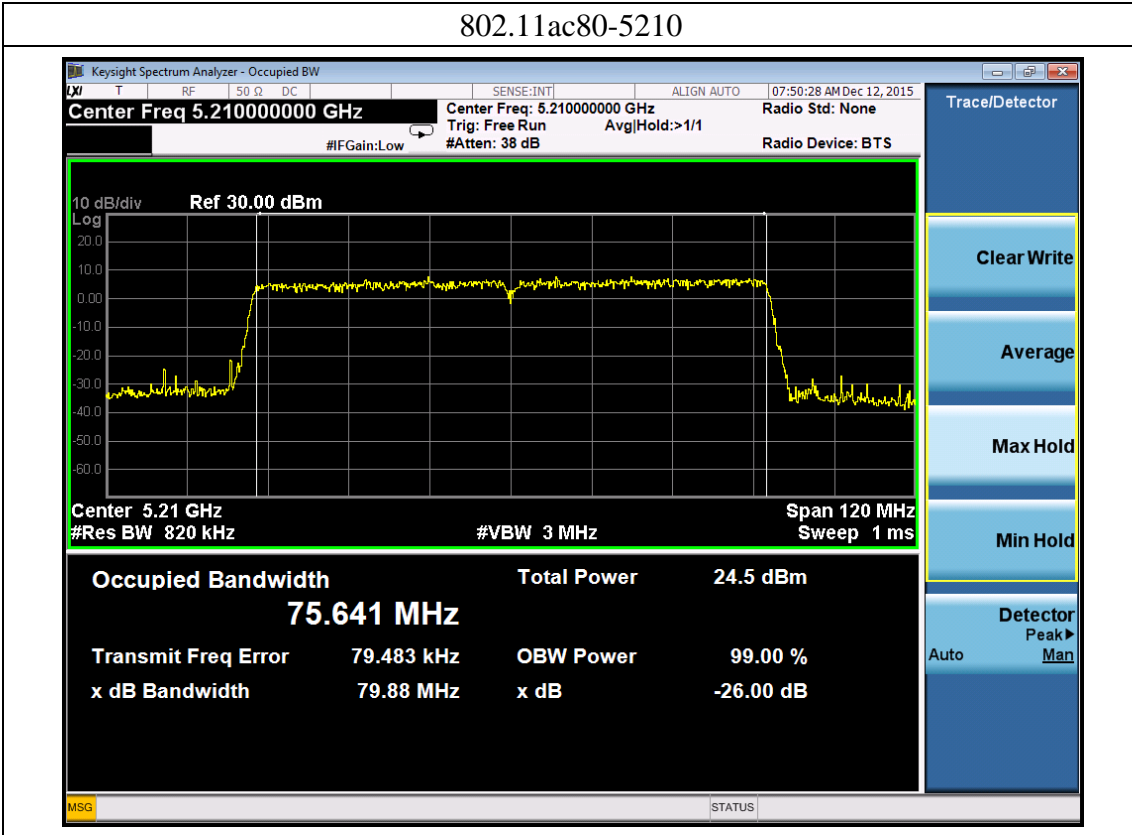 802.11ac80-5210
Keysight Spectrum Analyzer - Occupied BW
LXI T RF 50 Ω DC SENSE:INT ALIGN AUTO 07:50:28 AM Dec 12, 2015
Center Freq 5.210000000 GHz
#IFGain:Low
Center Freq: 5.210000000 GHz
Trig: Free Run Avg|Hold:>1/1
#Atten: 38 dB
Radio Std: None
Radio Device: BTS
10 dB/div Ref 30.00 dBm
Log
20.0
10.0
0.00
-10.0
-20.0
-30.0
-40.0
-50.0
-60.0
Center 5.21 GHz Span 120 MHz
#Res BW 820 kHz #VBW 3 MHz Sweep 1 ms
Occupied Bandwidth Total Power 24.5 dBm
75.641 MHz
Transmit Freq Error 79.483 kHz OBW Power 99.00 %
x dB Bandwidth 79.88 MHz x dB -26.00 dB
Trace/Detector
Clear Write
Average
Max Hold
Min Hold
Detector
Peak▶
Auto Man
MSG STATUS